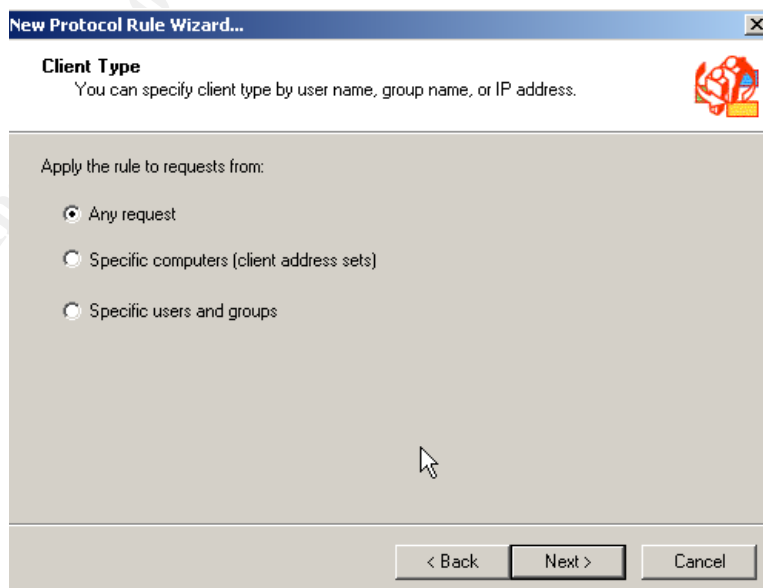 New Protocol Rule Wizard...
Client Type
You can specify client type by user name, group name, or IP address.
Apply the rule to requests from:
Any request
Specific computers (client address sets)
Specific users and groups
< Back
Next >
Cancel